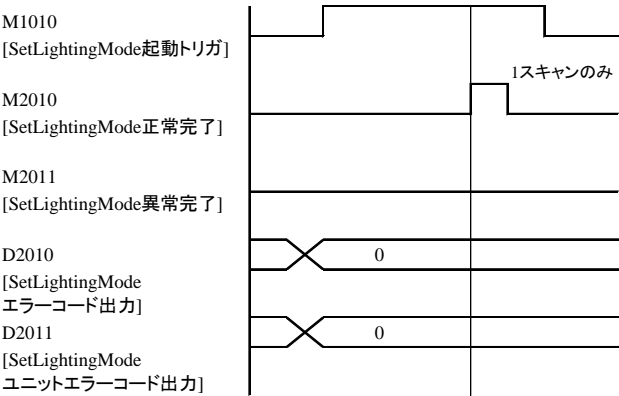 M1010
[SetLightingMode起動トリガ]
1スキャンのみ
M2010
[SetLightingMode正常完了]
M2011
[SetLightingMode異常完了]
D2010
0
[SetLightingMode
エラーコード出力]
D2011
0
[SetLightingMode
ユニットエラーコード出力]